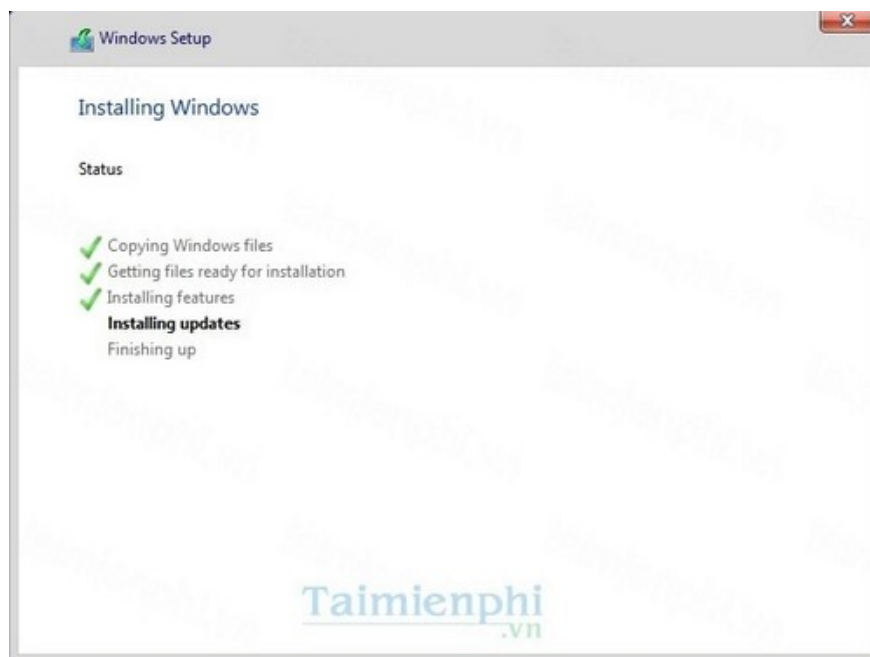 Windows Setup
Installing Windows
Status
Copying Windows files
Getting files ready for installation
Installing features
Installing updates
Finishing up
Taimienphi
.vn